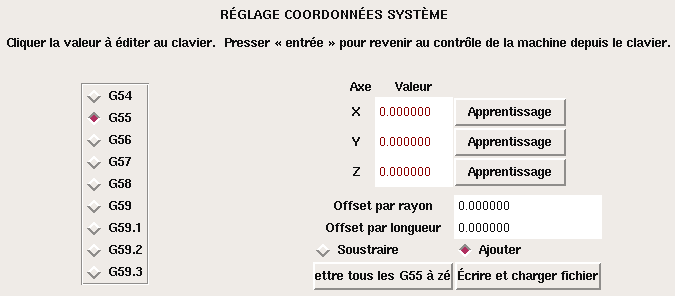 RÉGLAGE COORDONNÉES SYSTÈME
Cliquer la valeur à éditer au clavier. Presser « entrée » pour revenir au contrôle de la machine depuis le clavier.
Axe Valeur
G54
G55
G56
G57
G58
G59
G59.1
G59.2
G59.3
X 0.000000 Apprentissage
Y 0.000000 Apprentissage
Z 0.000000 Apprentissage
Offset par rayon 0.000000
Offset par longueur 0.000000
Soustraire Ajouter
ettre tous les G55 à zé Écrire et charger fichier